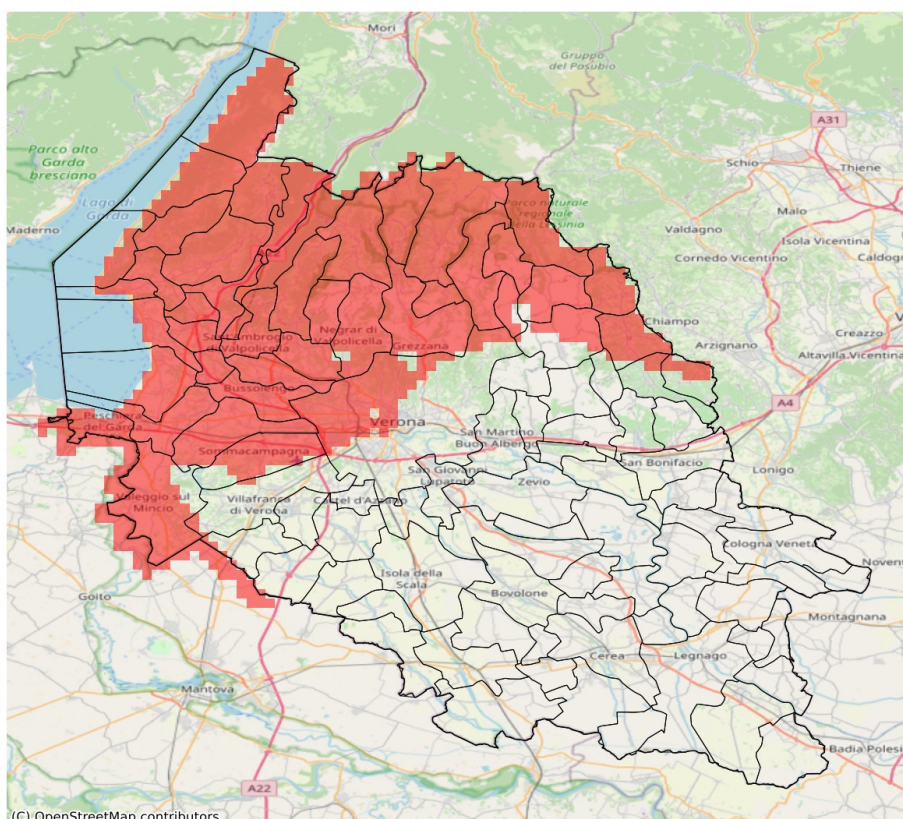 Mori
Gruppo
del Pasubio
A31
Parco alto
Garda
bresciano
Schio
Thiene
Lago di
Garda
Parco naturale
regionale
della Lessinia
Malo
Maderno
Valdagno
Isola Vicentina
Cornedo Vicentino
Caldogn
Chiampo
Sant'Ambrogio
di Valpolicella
Negrar di
Valpolicella
Grezzana
Creazzo
Arzignano
Altavilla Vicentina
Bussolengo
A4
Peschiera
del Garda
Verona
San Martino
Buon Albergo
Sommacampagna
San Bonifacio
Lonigo
San Giovanni
Lupatoto
Zevio
Valeggio sul
Mincio
Villafranca
di Verona
Castel d'Azzano
Cologna Veneta
Noven
Isola della
Scala
Goito
Bovolone
Montagnana
Cerea
Legnago
Mantova
Badia Polesi
A22
(C) OpenStreetMap contributors